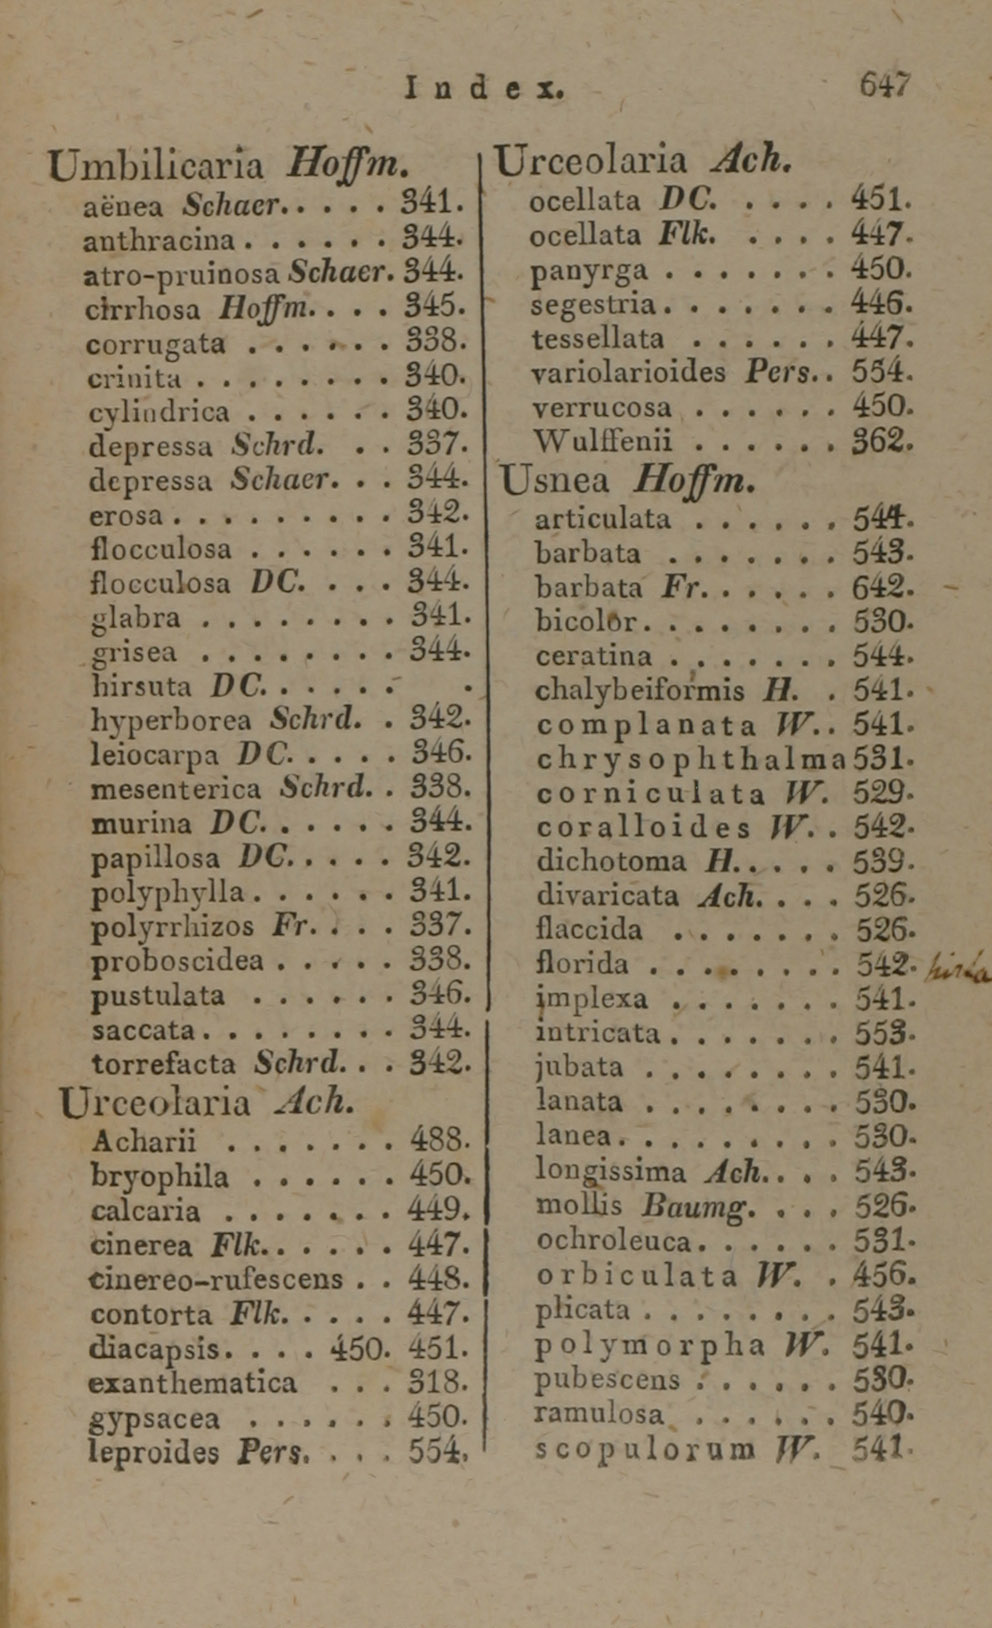 Index. 647
Umbilicaria Hoffm.
aënea Schaer. . . . . 341.
anthracina . . . . . . 344.
atro-pruinosa Schaer. 344.
cirrhosa Hoffm. . . . 345.
corrugata . . . . . . 338.
crinita . . . . . . . . 340.
cylindrica . . . . . . 340.
depressa Schrd. . . 337.
depressa Schaer. . . 344.
erosa . . . . . . . . . 342.
flocculosa . . . . . . 341.
flocculosa DC. . . . 344.
glabra . . . . . . . . 341.
grisea . . . . . . . . 344.
hirsuta DC. . . . . . .
hyperborea Schrd. . 342.
leiocarpa DC. . . . . 346.
mesenterica Schrd. . 338.
murina DC. . . . . . 344.
papillosa DC. . . . . 342.
polyphylla . . . . . . 341.
polyrrhizos Fr. . . . 337.
proboscidea . . . . . 338.
pustulata . . . . . . 346.
saccata . . . . . . . . 344.
torrefacta Schrd. . . 342.
Urceolaria Ach.
Acharii . . . . . . . 488.
bryophila . . . . . . 450.
calcaria . . . . . . . 449.
cinerea Flk. . . . . . 447.
cinereo-rufescens . . 448.
contorta Flk. . . . . 447.
diacapsis . . . . 450. 451.
exanthematica . . . 318.
gypsacea . . . . . . 450.
leproides Pers. . . . 554.
Urceolaria Ach.
ocellata DC. . . . . 451.
ocellata Flk. . . . . 447.
panyrga . . . . . . . 450.
segestria . . . . . . . 446.
tessellata . . . . . . 447.
variolarioides Pers. . 554.
verrucosa . . . . . . 450.
Wulffenii . . . . . . 362.
Usnea Hoffm.
articulata . . . . . . 544.
barbata . . . . . . . 543.
barbata Fr. . . . . . 642.
bicolor . . . . . . . . 530.
ceratina . . . . . . . 544.
chalybeiformis H. . 541.
complanata W. . 541.
chrysophthalma 531.
corniculata W. 529.
coralloides W. . 542.
dichotoma H. . . . . 539.
divaricata Ach. . . . 526.
flaccida . . . . . . . 526.
florida . . . . . . . . 542. hirta
implexa . . . . . . . 541.
intricata . . . . . . . 553.
jubata . . . . . . . . 541.
lanata . . . . . . . . 530.
lanea . . . . . . . . . 530.
longissima Ach. . . . 543.
mollis Baumg. . . . 526.
ochroleuca . . . . . . 531.
orbiculata W. . 456.
plicata . . . . . . . . 543.
polymorpha W. 541.
pubescens . . . . . . 530.
ramulosa . . . . . . 540.
scopulorum W. 541.